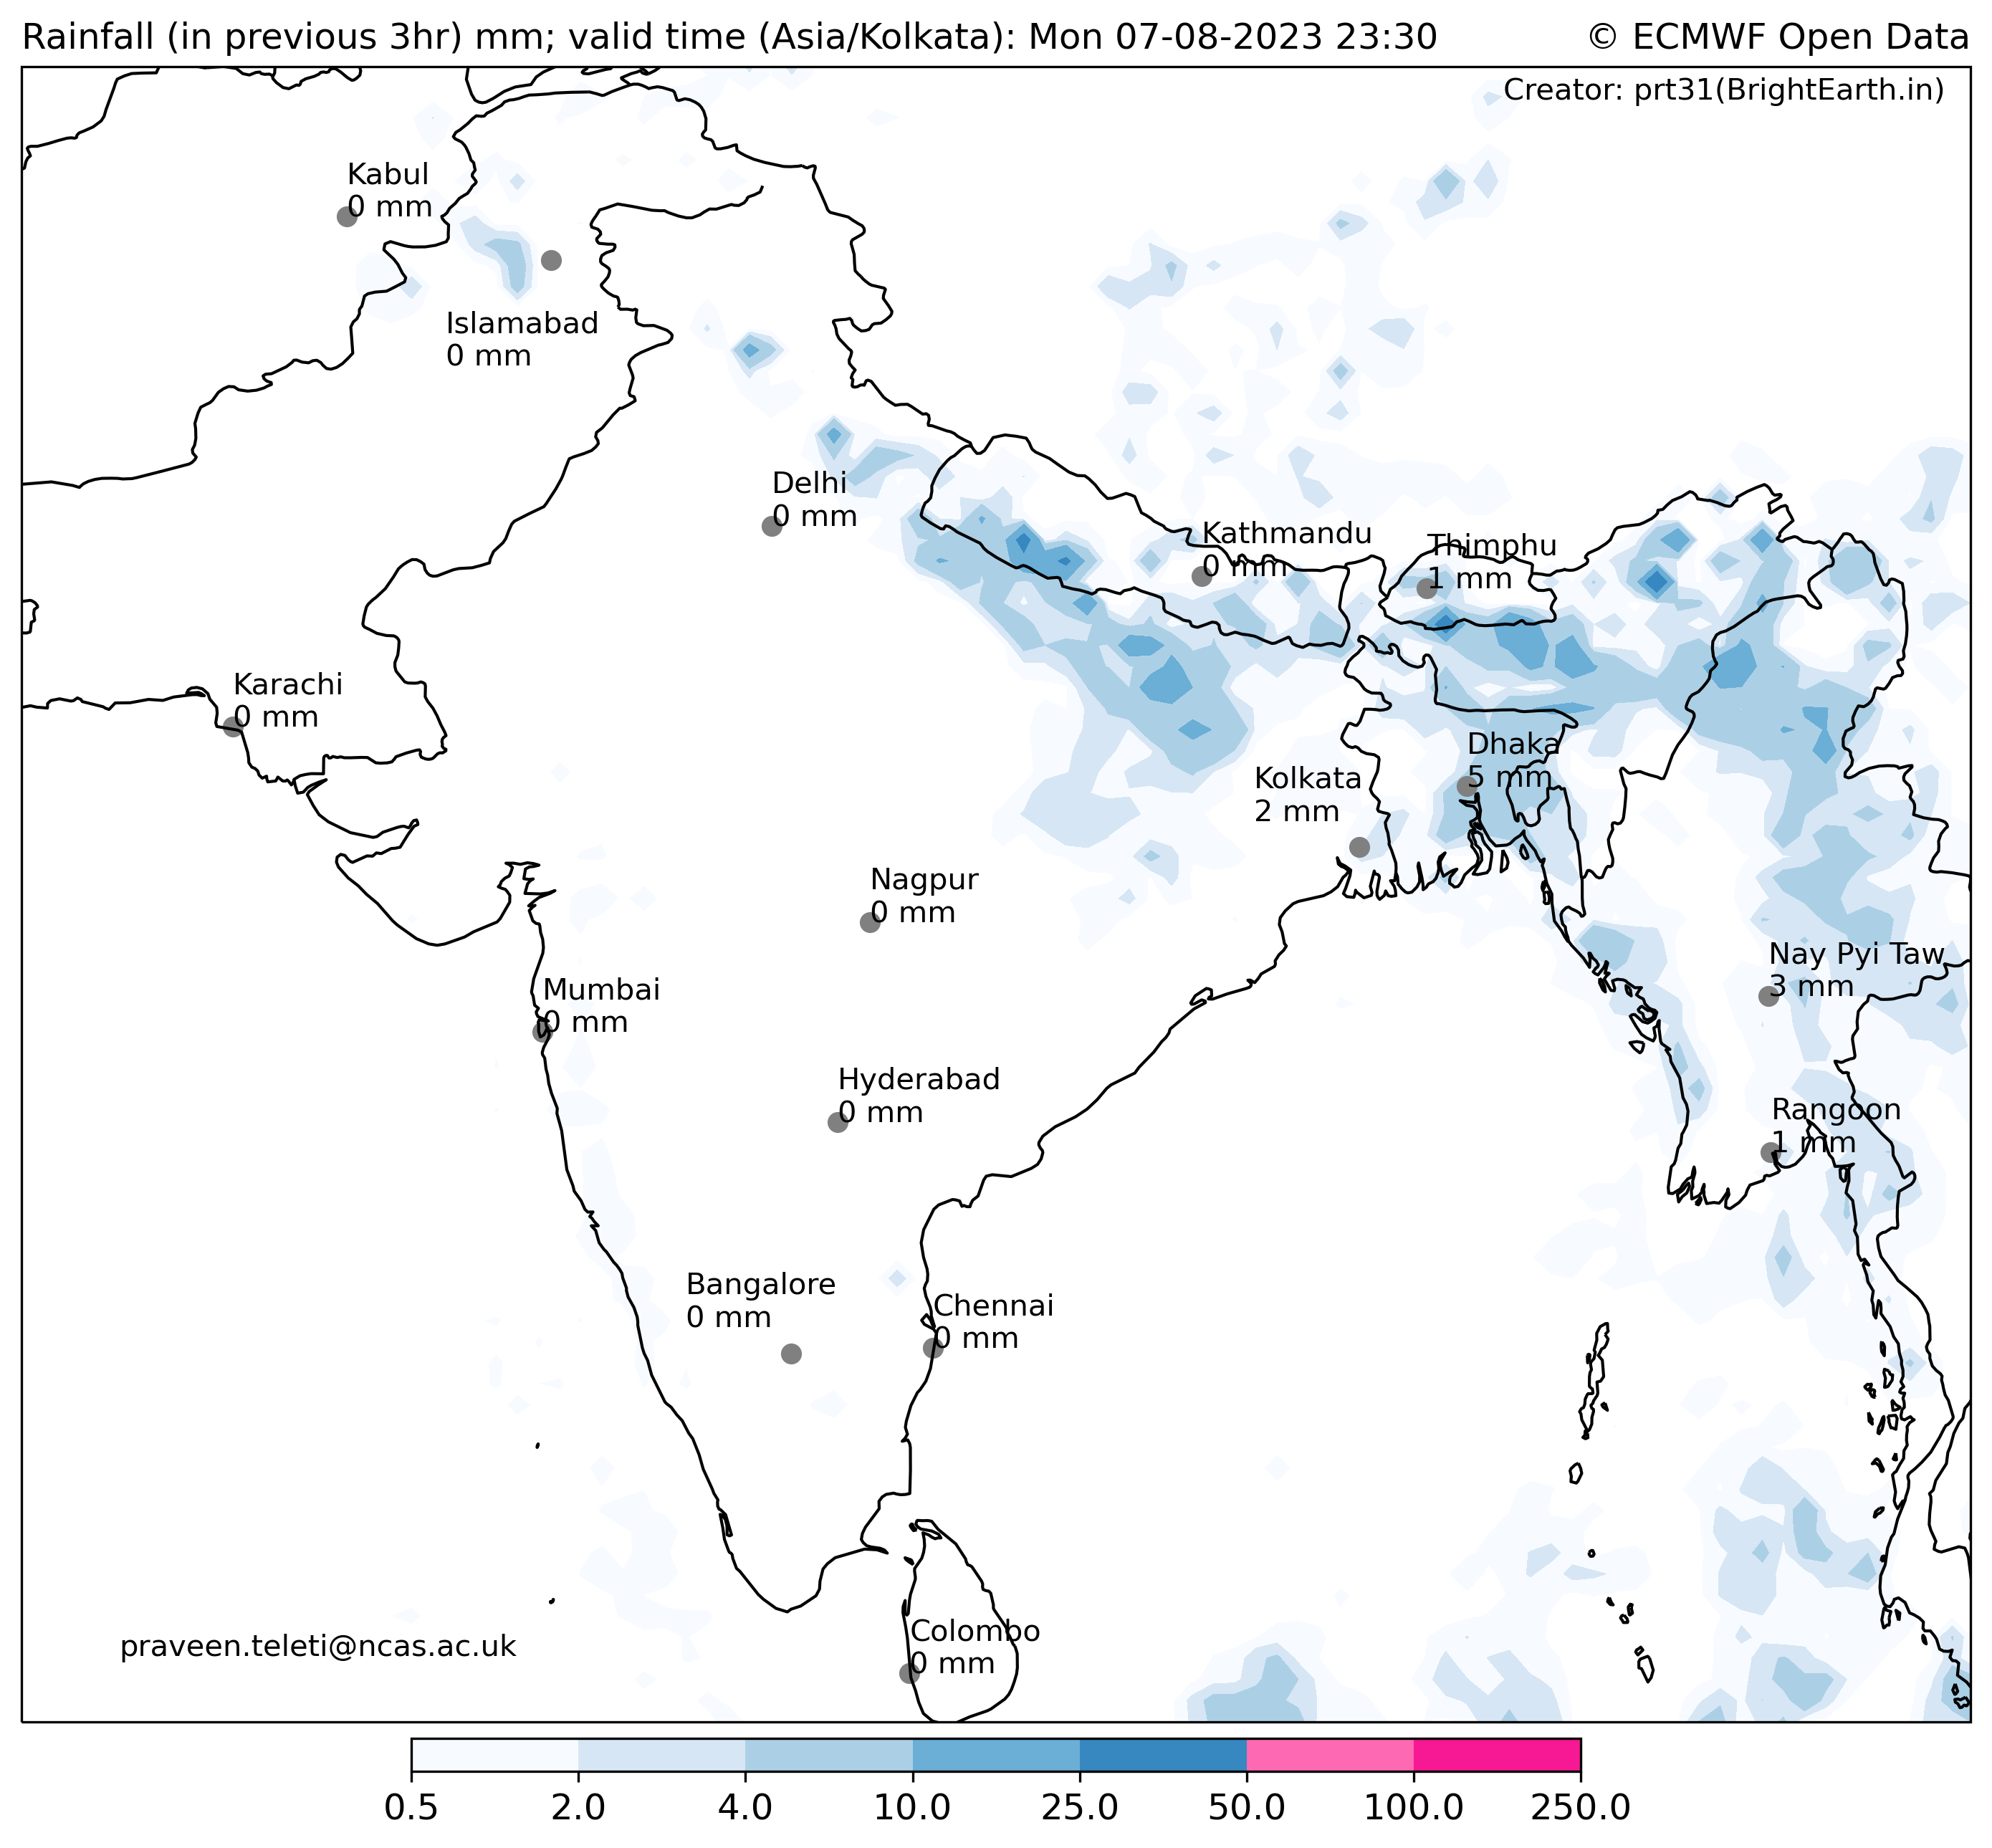 Rainfall (in previous 3hr) mm; valid time (Asia/Kolkata): Mon 07-08-2023 23:30
© ECMWF Open Data
Creator: prt31(BrightEarth.in)
Kabul
0 mm
Islamabad
0 mm
Delhi
0 mm
Kathmandu
0 mm
Thimphu
1 mm
Karachi
0 mm
Dhaka
5 mm
Kolkata
2 mm
Nagpur
0 mm
Nay Pyi Taw
3 mm
Mumbai
0 mm
Hyderabad
0 mm
Rangoon
1 mm
Bangalore
0 mm
Chennai
0 mm
Colombo
0 mm
praveen.teleti@ncas.ac.uk
0.5 2.0 4.0 10.0 25.0 50.0 100.0 250.0